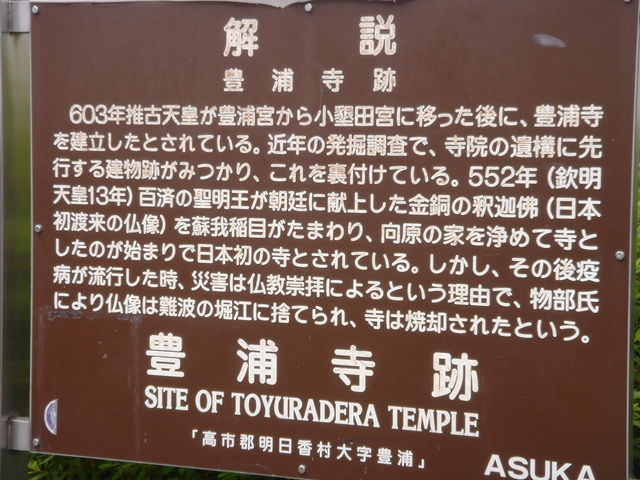 解説
豊浦寺跡
603年推古天皇が豊浦宮から小墾田宮に移った後に、豊浦寺
を建立したとされている。近年の発掘調査で、寺院の遺構に先
行する建物跡がみつかり、これを裏付けている。552年（欽明
天皇13年）百済の聖明王が朝廷に献上した金銅の釈迦佛（日本
初渡来の仏像）を蘇我稲目がたまわり、向原の家を浄めて寺と
したのが始まりで日本初の寺とされている。しかし、その後疫
病が流行した時、災害は仏教崇拝によるという理由で、物部氏
により仏像は難波の堀江に捨てられ、寺は焼却されたという。
豊浦寺跡
SITE OF TOYURADERA TEMPLE
「高市郡明日香村大字豊浦」
ASUKA